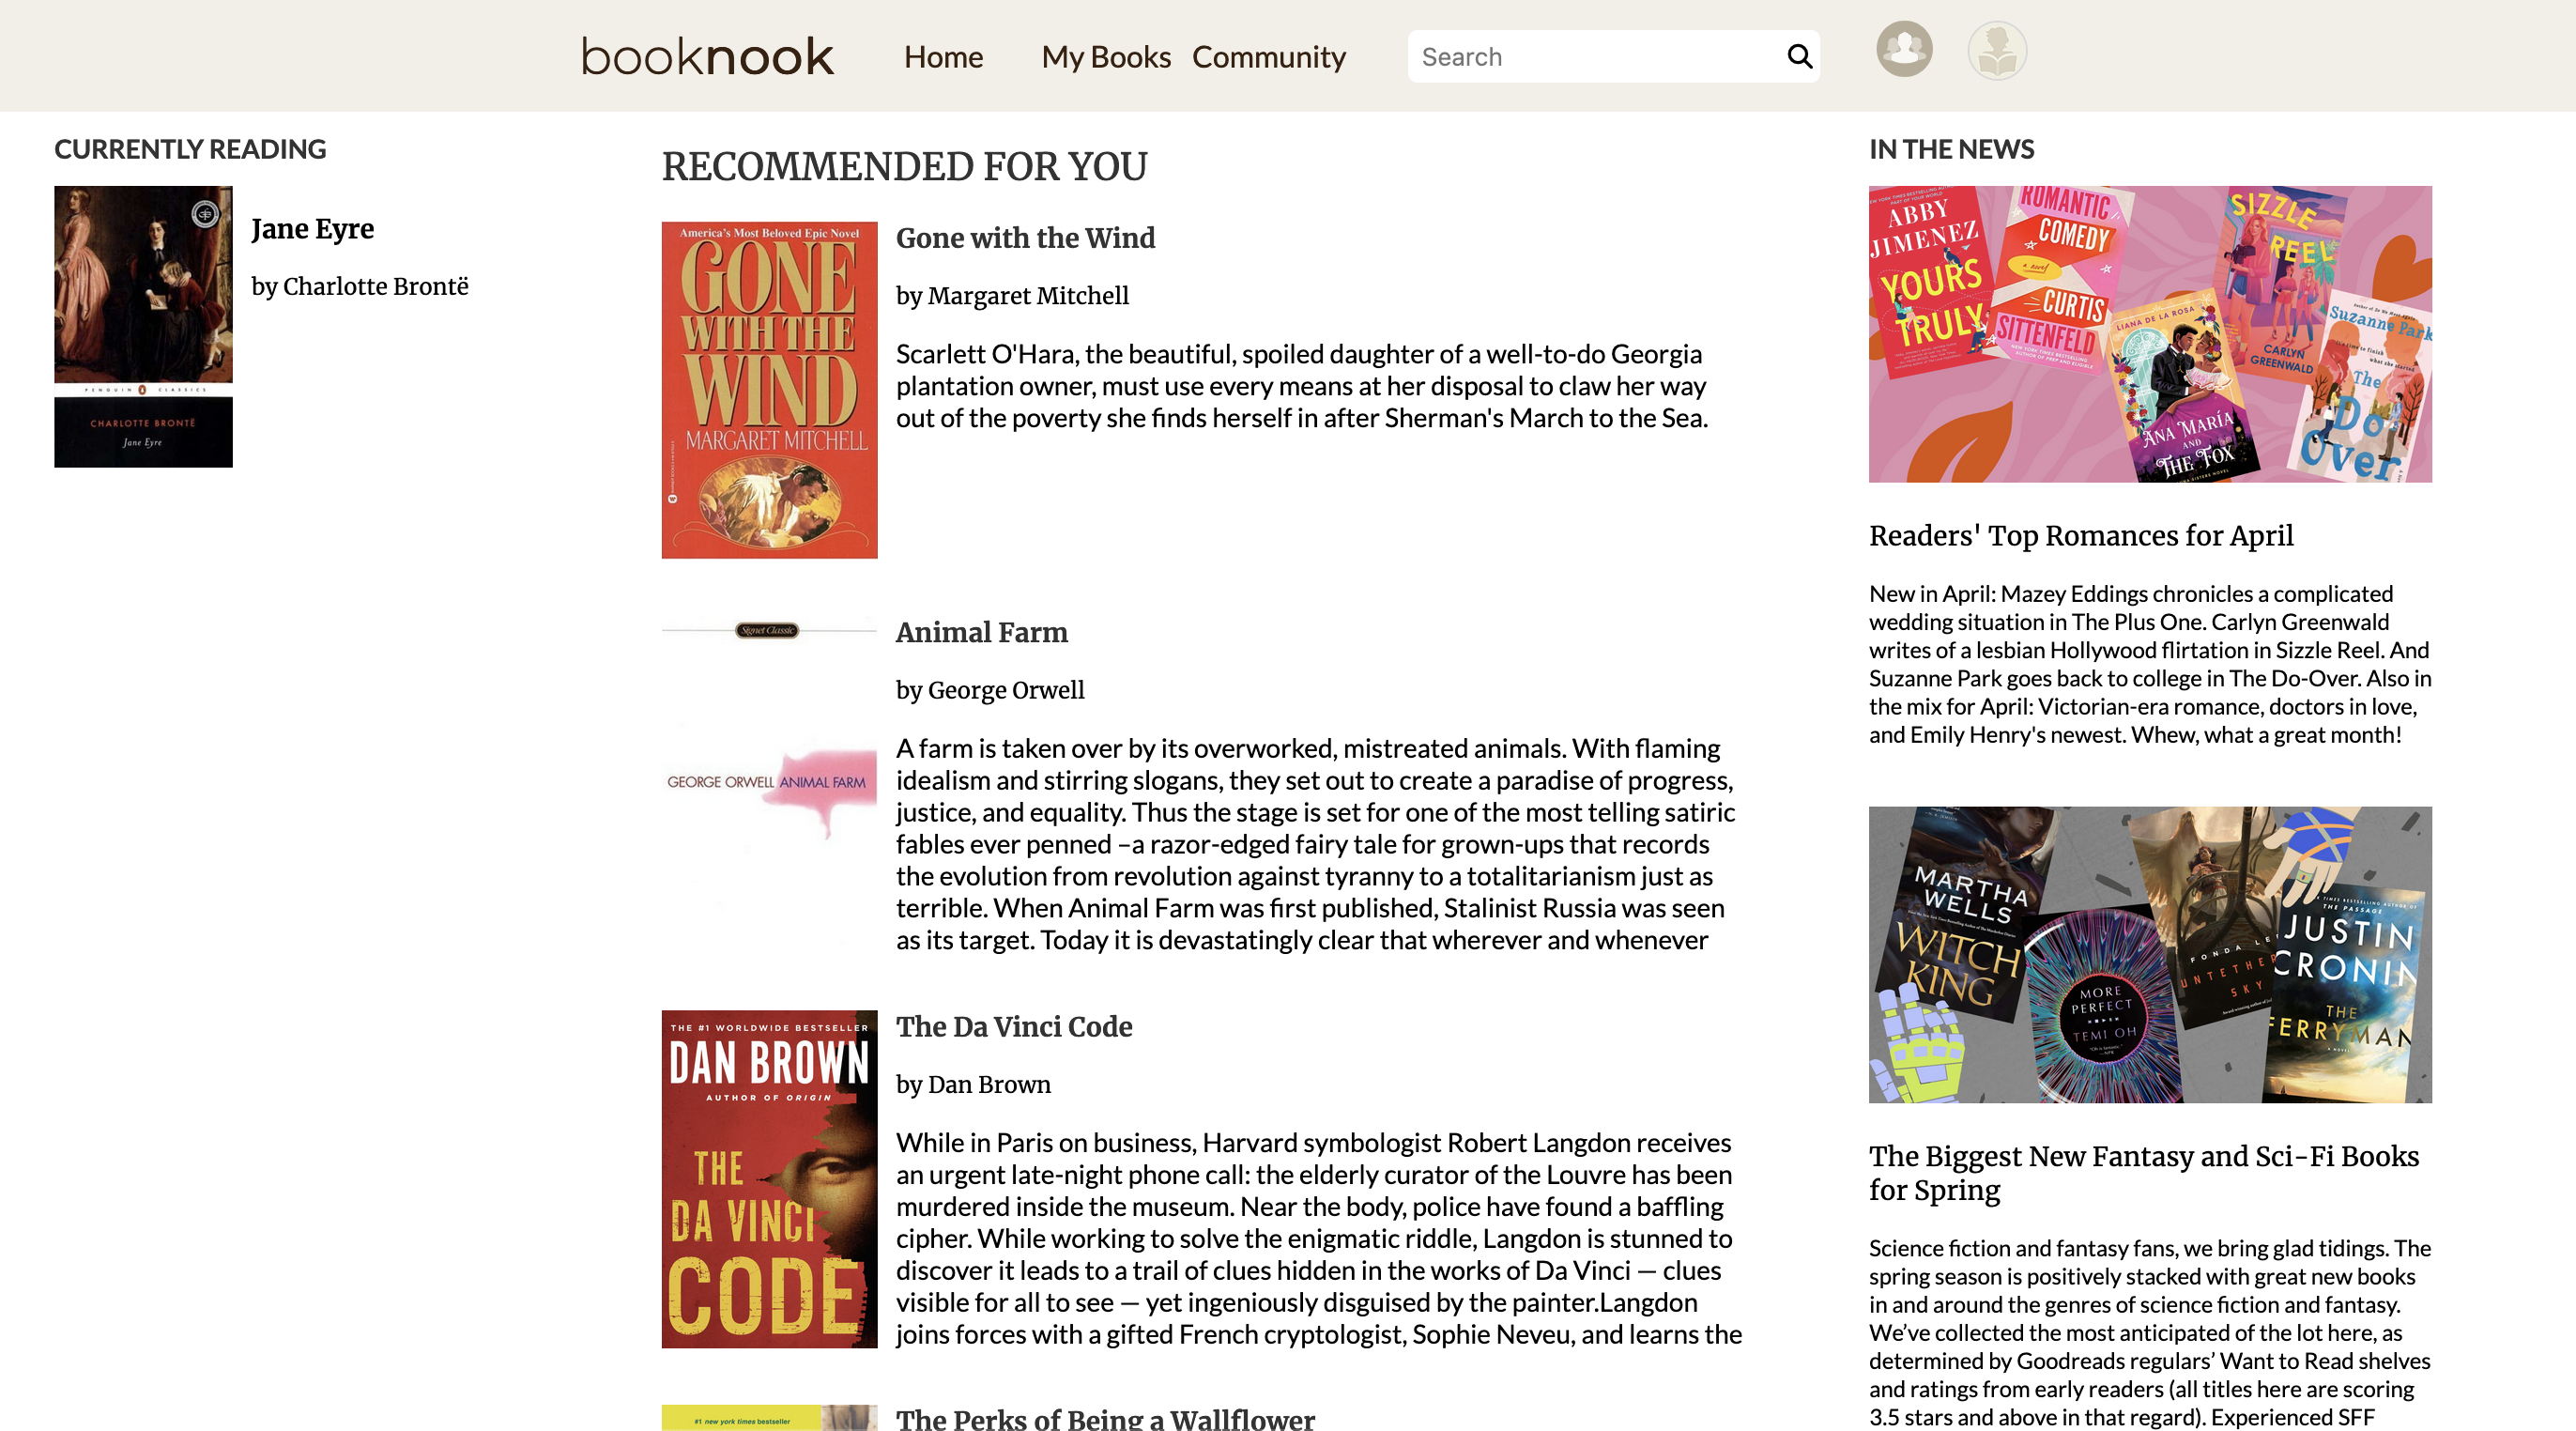 booknook
Home
My Books
Community
Search
CURRENTLY READING
PENGUIN CLASSICS
CHARLOTTE BRONTË
Jane Eyre
Jane Eyre
by Charlotte Brontë
RECOMMENDED FOR YOU
America's Most Beloved Epic Novel
GONE
WITH THE
WIND
MARGARET MITCHELL
Gone with the Wind
by Margaret Mitchell
Scarlett O'Hara, the beautiful, spoiled daughter of a well-to-do Georgia
plantation owner, must use every means at her disposal to claw her way
out of the poverty she finds herself in after Sherman's March to the Sea.
Signet Classic
GEORGE ORWELL ANIMAL FARM
Animal Farm
by George Orwell
A farm is taken over by its overworked, mistreated animals. With flaming
idealism and stirring slogans, they set out to create a paradise of progress,
justice, and equality. Thus the stage is set for one of the most telling satiric
fables ever penned –a razor-edged fairy tale for grown-ups that records
the evolution from revolution against tyranny to a totalitarianism just as
terrible. When Animal Farm was first published, Stalinist Russia was seen
as its target. Today it is devastatingly clear that wherever and whenever
THE #1 WORLDWIDE BESTSELLER
DAN BROWN
AUTHOR OF ORIGIN
THE
DA VINCI
CODE
The Da Vinci Code
by Dan Brown
While in Paris on business, Harvard symbologist Robert Langdon receives
an urgent late-night phone call: the elderly curator of the Louvre has been
murdered inside the museum. Near the body, police have found a baffling
cipher. While working to solve the enigmatic riddle, Langdon is stunned to
discover it leads to a trail of clues hidden in the works of Da Vinci — clues
visible for all to see — yet ingeniously disguised by the painter.Langdon
joins forces with a gifted French cryptologist, Sophie Neveu, and learns the
#1 new york times bestseller
The Perks of Being a Wallflower
IN THE NEWS
ABBY
JIMENEZ
YOURS
TRULY
ROMANTIC
COMEDY
a novel
CURTIS
SITTENFELD
SIZZLE
REEL
CARLYN
GREENWALD
LIANA DE LA ROSA
ANA MARÍA
AND
THE FOX
Suzanne Park
The
Do
Over
Readers' Top Romances for April
New in April: Mazey Eddings chronicles a complicated
wedding situation in The Plus One. Carlyn Greenwald
writes of a lesbian Hollywood flirtation in Sizzle Reel. And
Suzanne Park goes back to college in The Do-Over. Also in
the mix for April: Victorian-era romance, doctors in love,
and Emily Henry's newest. Whew, what a great month!
MARTHA
WELLS
WITCH
KING
MORE
PERFECT
TEMI OH
FONDA LE
UNTETHER
SKY
THE PASSAGE
JUSTIN
CRONIN
THE
FERRYMAN
A NOVEL
The Biggest New Fantasy and Sci-Fi Books
for Spring
Science fiction and fantasy fans, we bring glad tidings. The
spring season is positively stacked with great new books
in and around the genres of science fiction and fantasy.
We’ve collected the most anticipated of the lot here, as
determined by Goodreads regulars’ Want to Read shelves
and ratings from early readers (all titles here are scoring
3.5 stars and above in that regard). Experienced SFF